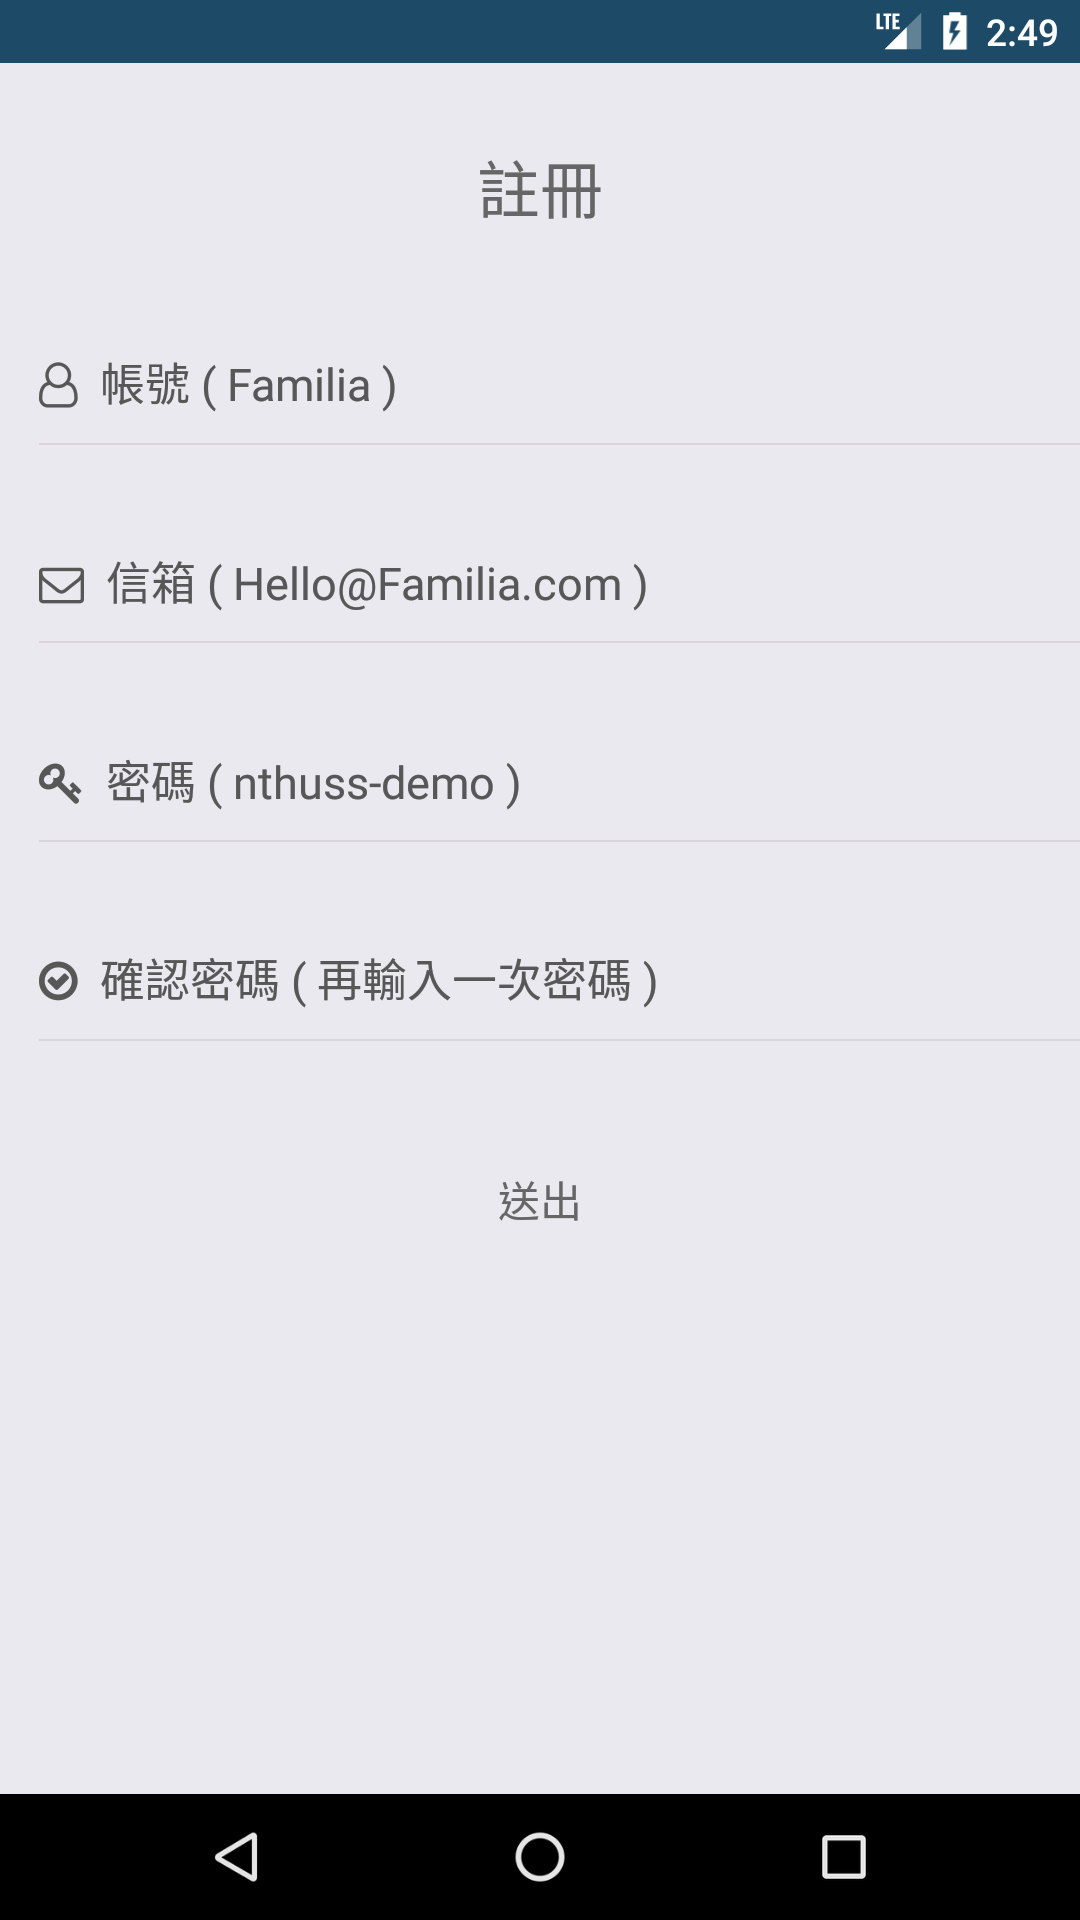 LTE 2:49
註冊
帳號 ( Familia )
信箱 ( Hello@Familia.com )
密碼 ( nthuss-demo )
確認密碼 ( 再輸入一次密碼 )
送出